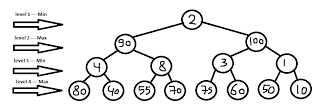 level 1 --- Min
2
level 2 --- Max
90 100
level 3 --- Min
4 8 3 1
level 4 --- Max
80 40 55 70 75 60 50 10